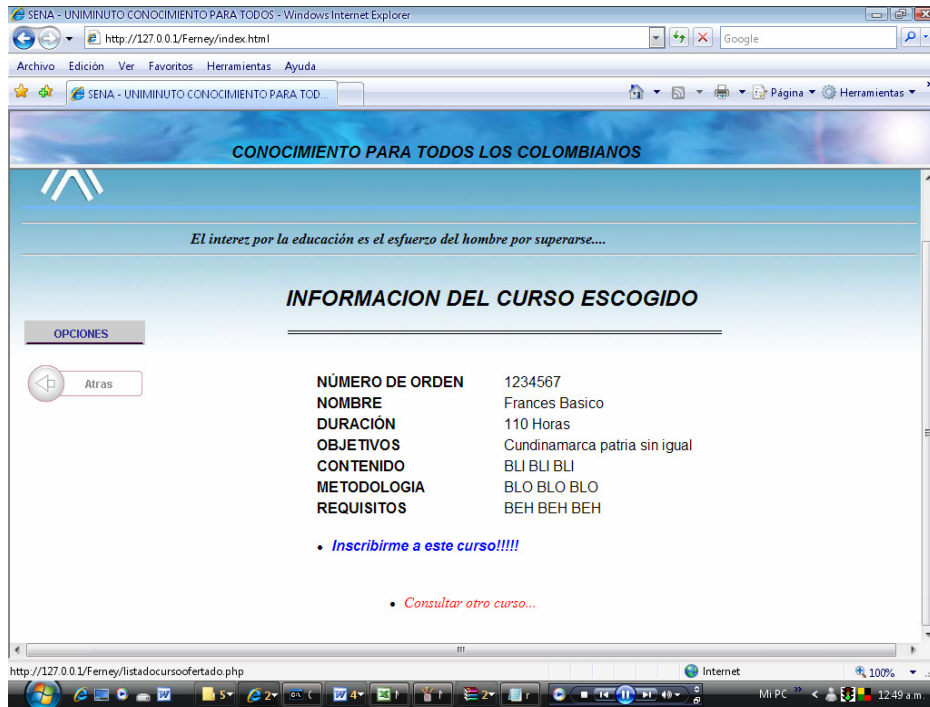 SENA - UNIMINUTO CONOCIMIENTO PARA TODOS - Windows Internet Explorer
http://127.0.0.1/Ferney/index.html
Google
Archivo Edición Ver Favoritos Herramientas Ayuda
SENA - UNIMINUTO CONOCIMIENTO PARA TOD...
Página Herramientas
CONOCIMIENTO PARA TODOS LOS COLOMBIANOS
El interez por la educación es el esfuerzo del hombre por superarse....
INFORMACION DEL CURSO ESCOGIDO
OPCIONES
Atras
NÚMERO DE ORDEN 1234567
NOMBRE Frances Basico
DURACIÓN 110 Horas
OBJETIVOS Cundinamarca patria sin igual
CONTENIDO BLI BLI BLI
METODOLOGIA BLO BLO BLO
REQUISITOS BEH BEH BEH
• Inscribirme a este curso!!!!!
• Consultar otro curso...
http://127.0.0.1/Ferney/listadocursoofertado.php
Internet
100%
5 2 4 2 Mi PC » 12:49 a.m.